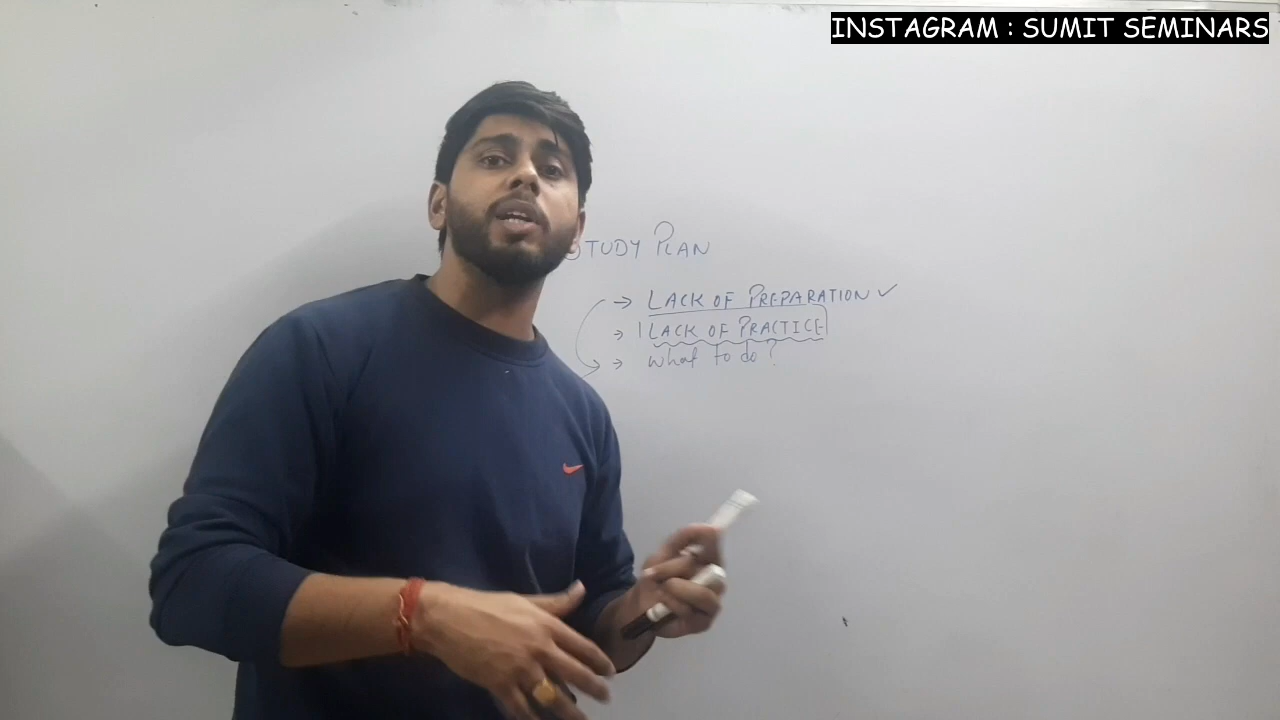 INSTAGRAM : SUMIT SEMINARS
STUDY PLAN
→ LACK OF PREPARATION ✓
→ LACK OF PRACTICE
→ What to do?